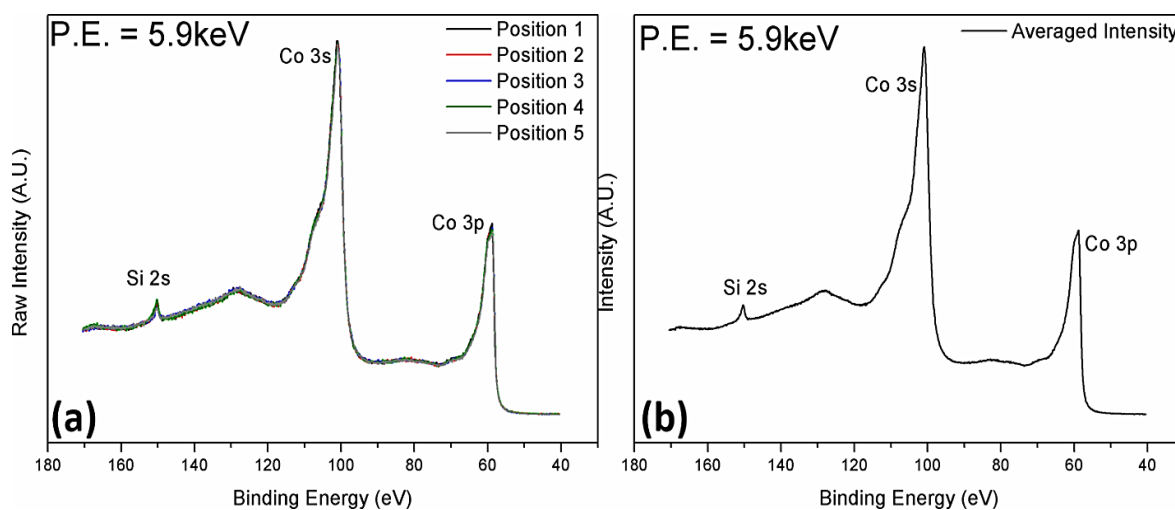 P.E. = 5.9keV
Position 1
Position 2
Position 3
Position 4
Position 5
Co 3s
Co 3p
Si 2s
Raw Intensity (A.U.)
(a)
180 160 140 120 100 80 60 40
Binding Energy (eV)
P.E. = 5.9keV
Averaged Intensity
Co 3s
Co 3p
Si 2s
Intensity (A.U.)
(b)
180 160 140 120 100 80 60 40
Binding Energy (eV)